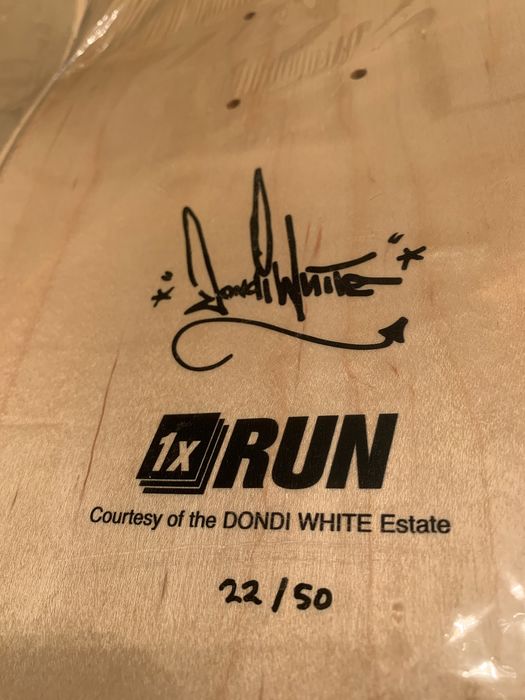 *"Dondi White"*
1x RUN
Courtesy of the DONDI WHITE Estate
22/50